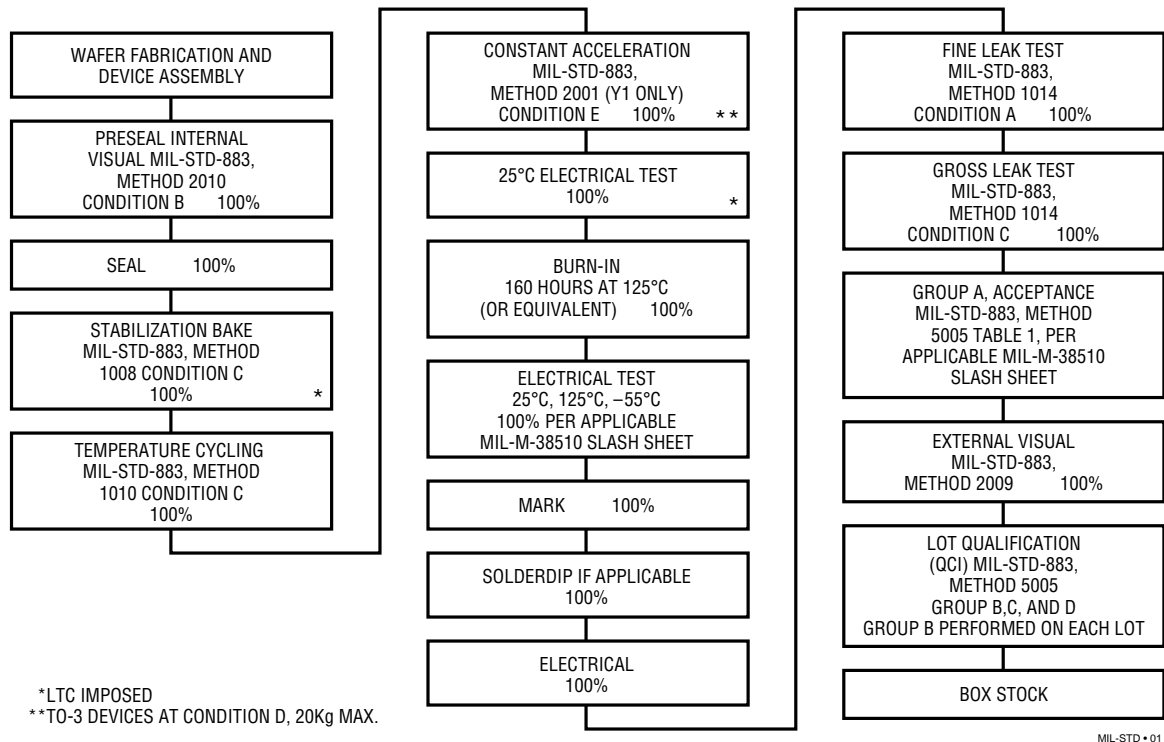 WAFER FABRICATION AND
DEVICE ASSEMBLY
PRESEAL INTERNAL
VISUAL MIL-STD-883,
METHOD 2010
CONDITION B 100%
SEAL 100%
STABILIZATION BAKE
MIL-STD-883, METHOD
1008 CONDITION C
100% *
TEMPERATURE CYCLING
MIL-STD-883, METHOD
1010 CONDITION C
100%
CONSTANT ACCELERATION
MIL-STD-883,
METHOD 2001 (Y1 ONLY)
CONDITION E 100% **
25°C ELECTRICAL TEST
100% *
BURN-IN
160 HOURS AT 125°C
(OR EQUIVALENT) 100%
ELECTRICAL TEST
25°C, 125°C, –55°C
100% PER APPLICABLE
MIL-M-38510 SLASH SHEET
MARK 100%
SOLDERDIP IF APPLICABLE
100%
ELECTRICAL
100%
FINE LEAK TEST
MIL-STD-883,
METHOD 1014
CONDITION A 100%
GROSS LEAK TEST
MIL-STD-883,
METHOD 1014
CONDITION C 100%
GROUP A, ACCEPTANCE
MIL-STD-883, METHOD
5005 TABLE 1, PER
APPLICABLE MIL-M-38510
SLASH SHEET
EXTERNAL VISUAL
MIL-STD-883,
METHOD 2009 100%
LOT QUALIFICATION
(QCI) MIL-STD-883,
METHOD 5005
GROUP B,C, AND D
GROUP B PERFORMED ON EACH LOT
BOX STOCK
*LTC IMPOSED
**TO-3 DEVICES AT CONDITION D, 20Kg MAX.
MIL-STD • 01